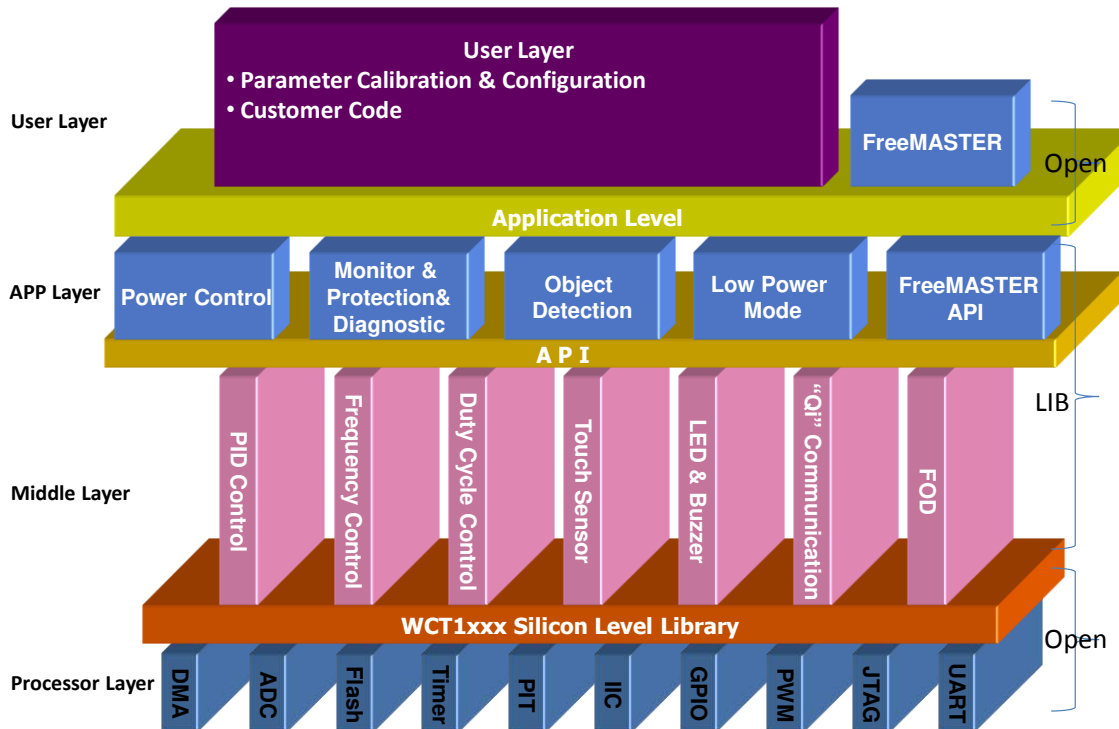 User Layer
• Parameter Calibration & Configuration
• Customer Code
User Layer
FreeMASTER
Open
Application Level
APP Layer
Power Control
Monitor &
Protection&
Diagnostic
Object
Detection
Low Power
Mode
FreeMASTER
API
A P I
Middle Layer
PID Control
Frequency Control
Duty Cycle Control
Touch Sensor
LED & Buzzer
“Qi” Communication
FOD
LIB
WCT1xxx Silicon Level Library
Open
Processor Layer
DMA
ADC
Flash
Timer
PIT
IIC
GPIO
PWM
JTAG
UART